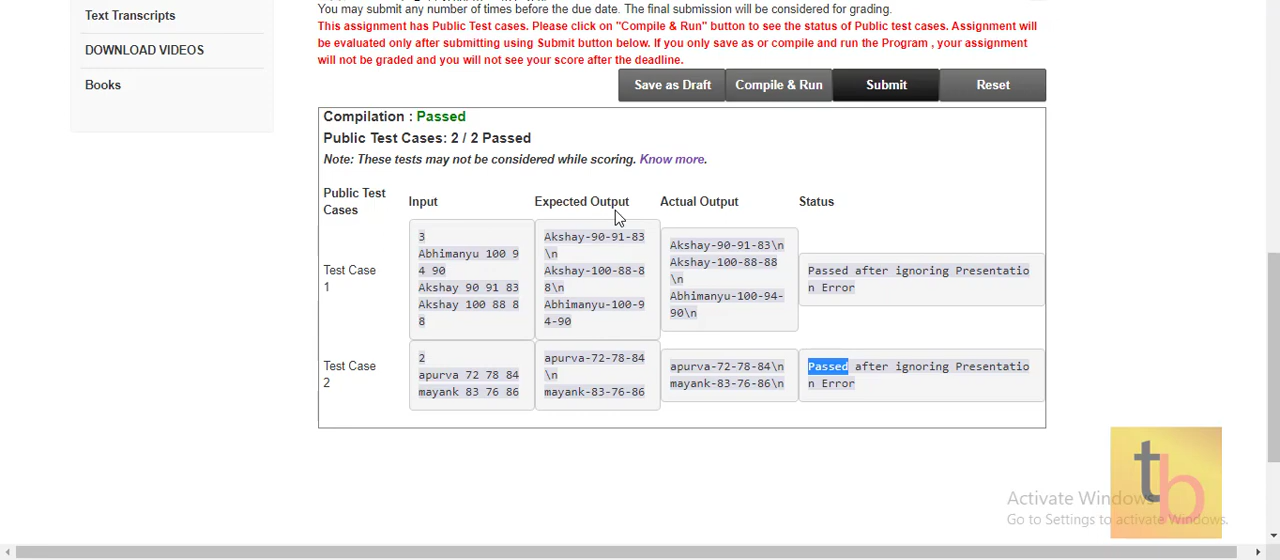 Text Transcripts
DOWNLOAD VIDEOS
Books
You may submit any number of times before the due date. The final submission will be considered for grading.
This assignment has Public Test cases. Please click on "Compile & Run" button to see the status of Public test cases. Assignment will
be evaluated only after submitting using Submit button below. If you only save as or compile and run the Program , your assignment
will not be graded and you will not see your score after the deadline.
Save as Draft Compile & Run Submit Reset
Compilation : Passed
Public Test Cases: 2 / 2 Passed
Note: These tests may not be considered while scoring. Know more.
Public Test
Cases
Input
Expected Output
Actual Output
Status
Test Case
1
3
Abhimanyu 100 9
4 90
Akshay 90 91 83
Akshay 100 88 8
8
Akshay-90-91-83
\n
Akshay-100-88-8
8\n
Abhimanyu-100-9
4-90
Akshay-90-91-83\n
Akshay-100-88-88
\n
Abhimanyu-100-94-
90\n
Passed after ignoring Presentatio
n Error
Test Case
2
2
apurva 72 78 84
mayank 83 76 86
apurva-72-78-84
\n
mayank-83-76-86
apurva-72-78-84\n
mayank-83-76-86\n
Passed after ignoring Presentatio
n Error
tb
Activate Windows
Go to Settings to activate Windows.